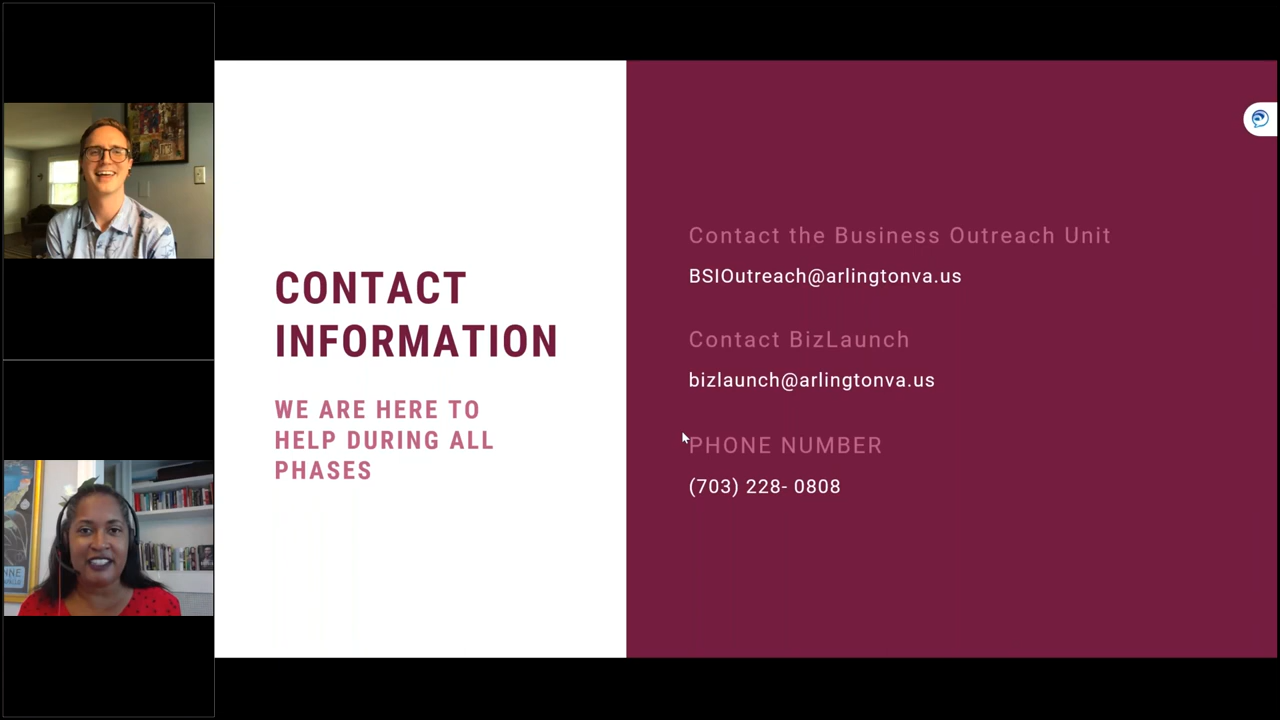 CONTACT
INFORMATION
WE ARE HERE TO
HELP DURING ALL
PHASES
Contact the Business Outreach Unit
BSIOutreach@arlingtonva.us
Contact BizLaunch
bizlaunch@arlingtonva.us
PHONE NUMBER
(703) 228- 0808
NNE